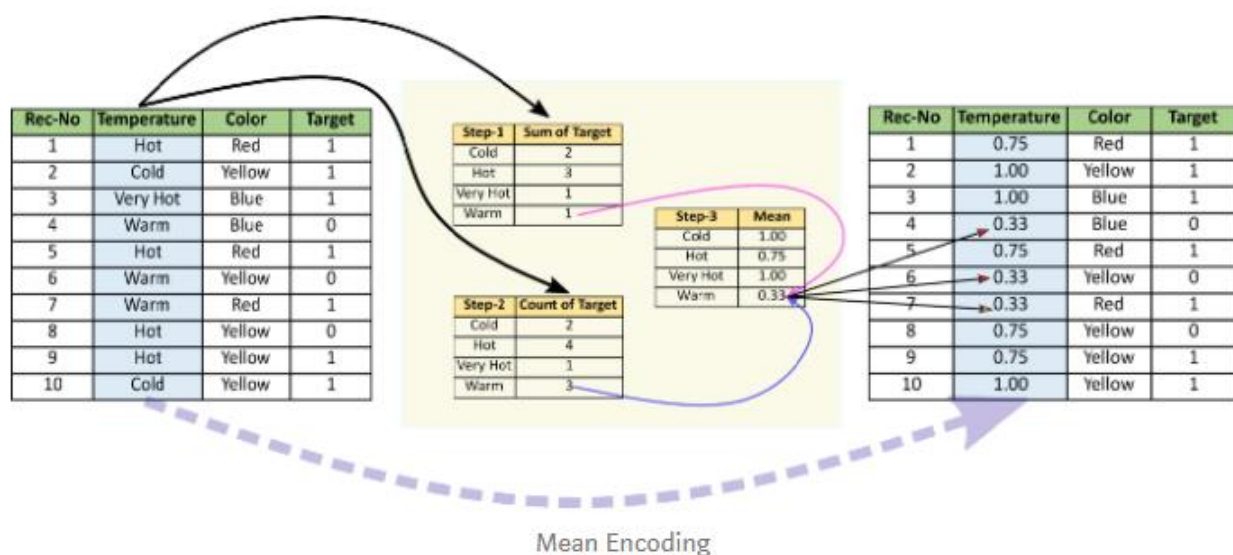 Rec-No Temperature Color Target
1 Hot Red 1
2 Cold Yellow 1
3 Very Hot Blue 1
4 Warm Blue 0
5 Hot Red 1
6 Warm Yellow 0
7 Warm Red 1
8 Hot Yellow 0
9 Hot Yellow 1
10 Cold Yellow 1
Step-1 Sum of Target
Cold 2
Hot 3
Very Hot 1
Warm 1
Step-2 Count of Target
Cold 2
Hot 4
Very Hot 1
Warm 3
Step-3 Mean
Cold 1.00
Hot 0.75
Very Hot 1.00
Warm 0.33
Rec-No Temperature Color Target
1 0.75 Red 1
2 1.00 Yellow 1
3 1.00 Blue 1
4 0.33 Blue 0
5 0.75 Red 1
6 0.33 Yellow 0
7 0.33 Red 1
8 0.75 Yellow 0
9 0.75 Yellow 1
10 1.00 Yellow 1
Mean Encoding